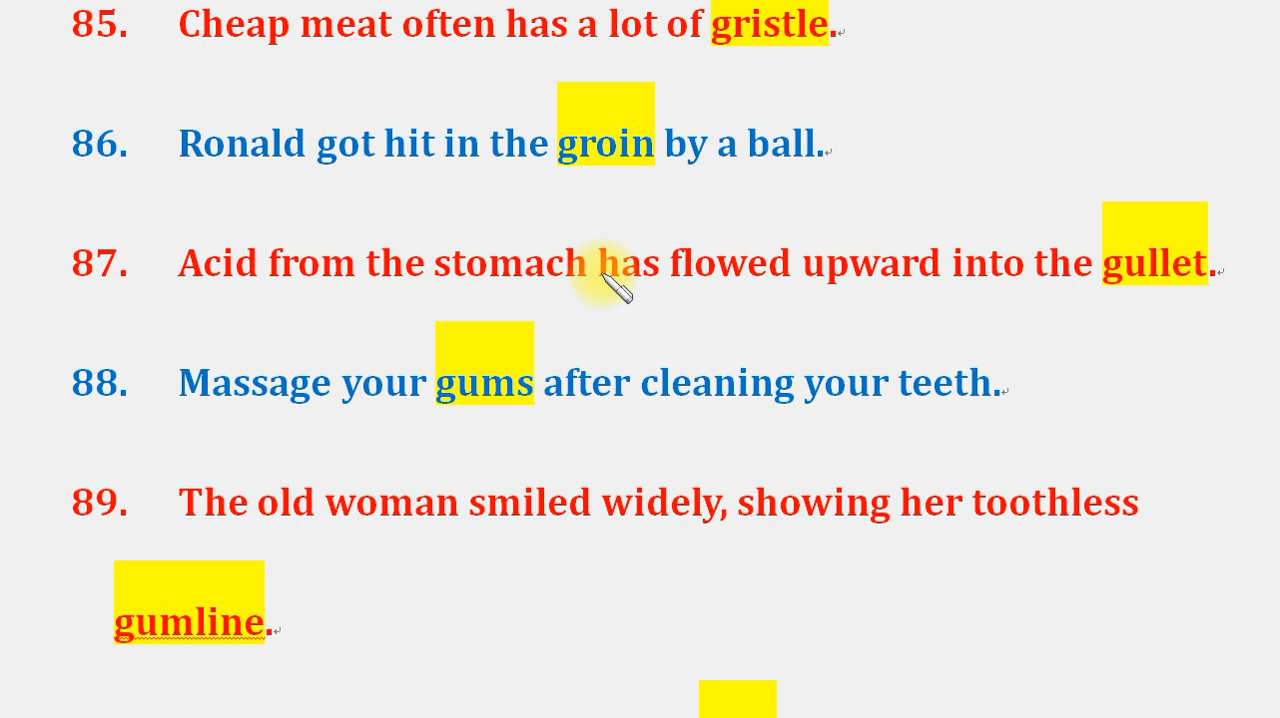 85. Cheap meat often has a lot of gristle.
86. Ronald got hit in the groin by a ball.
87. Acid from the stomach has flowed upward into the gullet.
88. Massage your gums after cleaning your teeth.
89. The old woman smiled widely, showing her toothless
gumline.